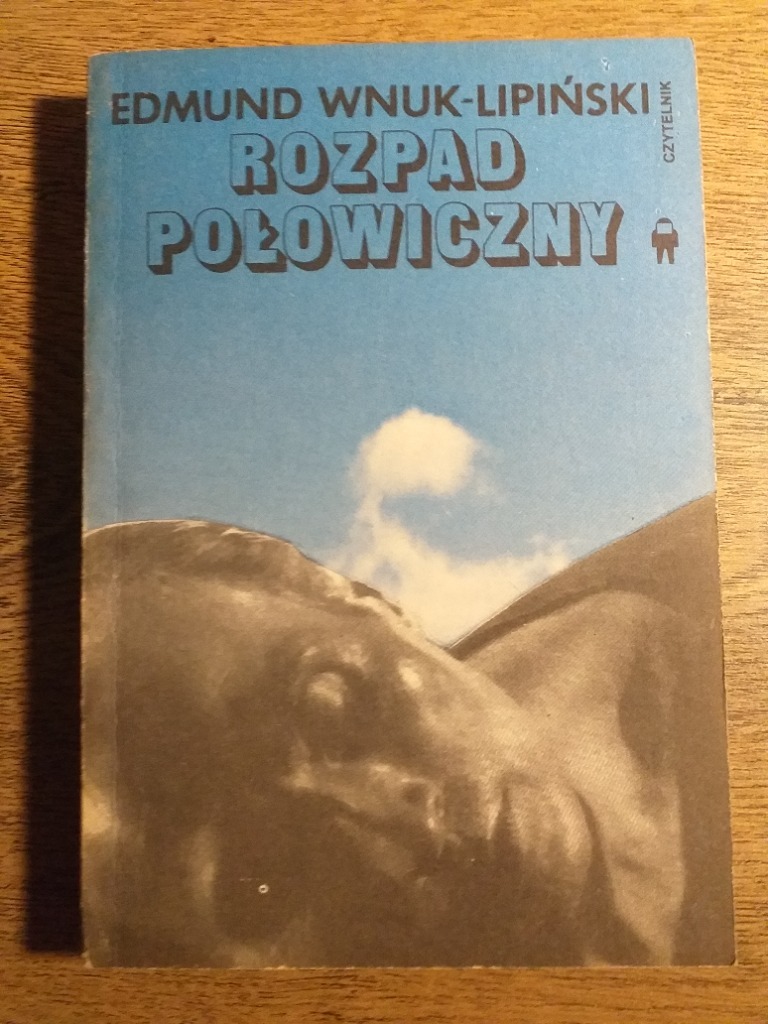 EDMUND WNUK-LIPIŃSKI
ROZPAD
POŁOWICZNY
CZYTELNIK